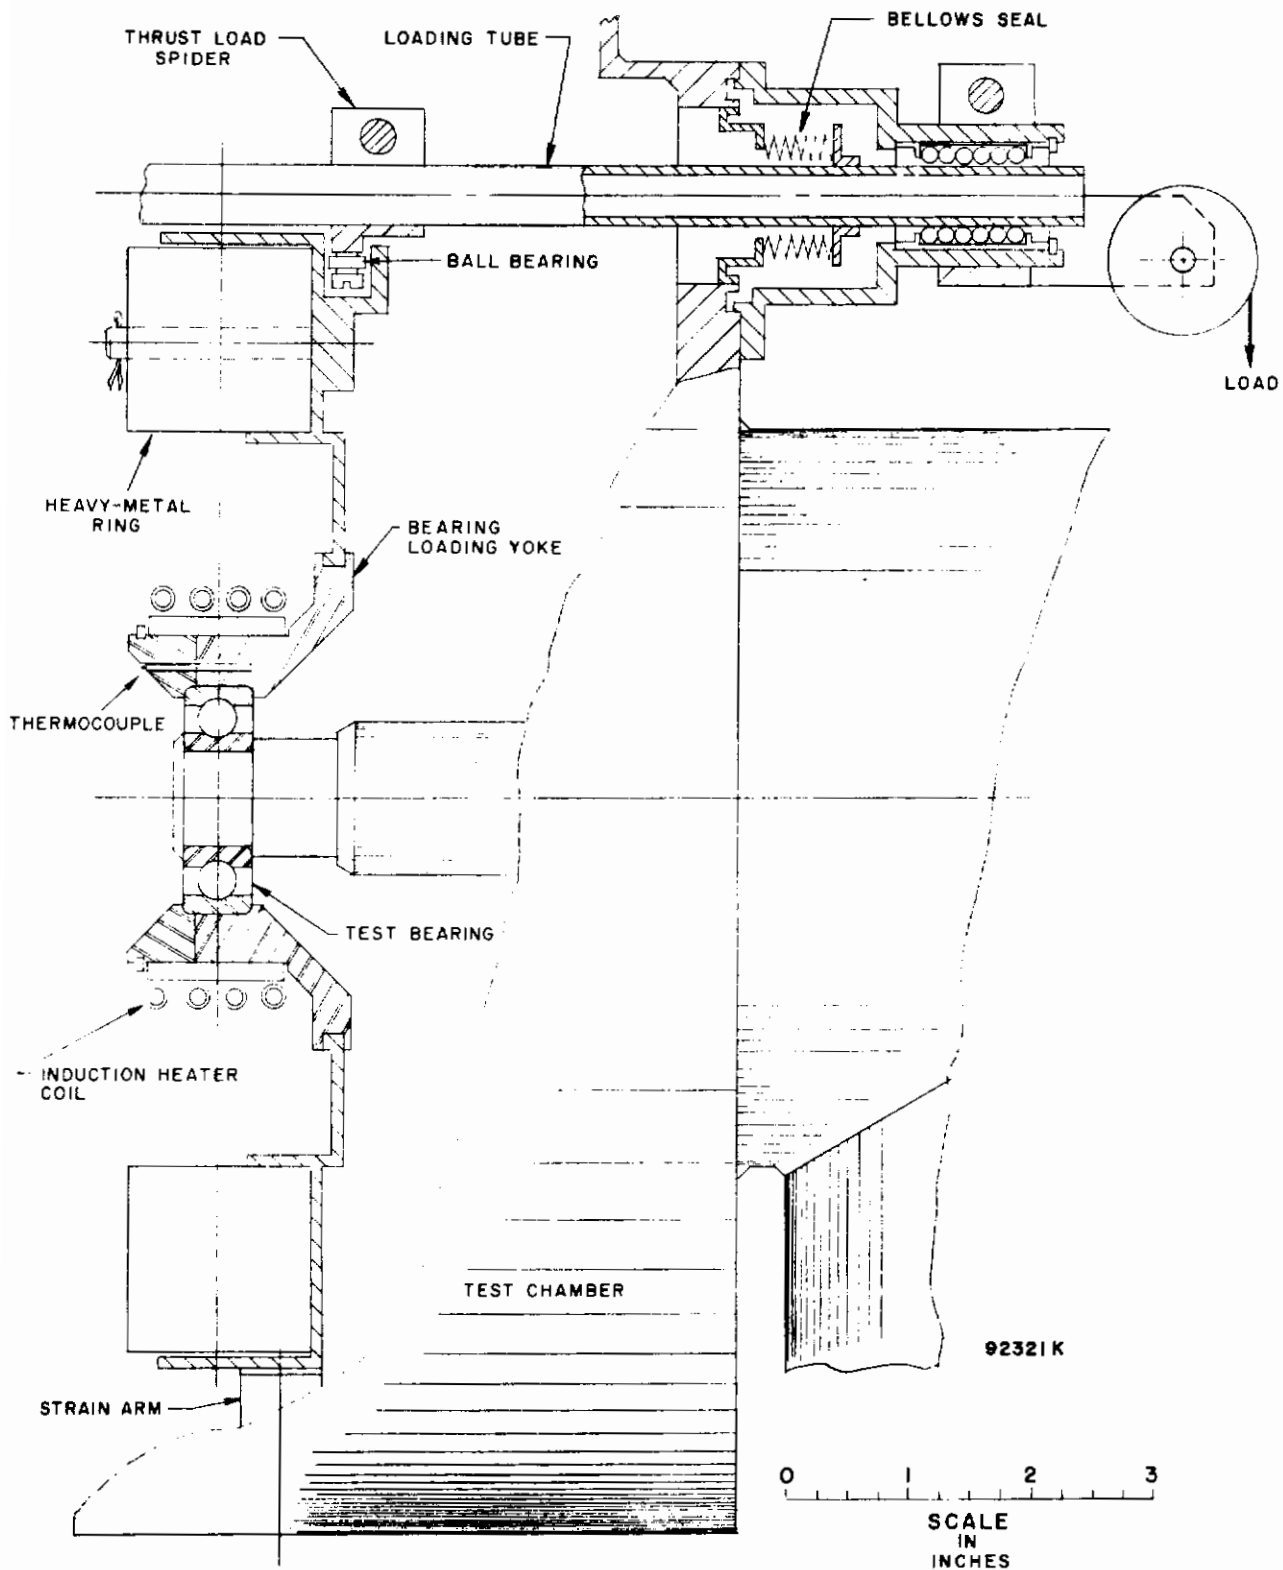 BELLOWS SEAL
THRUST LOAD
SPIDER
LOADING TUBE
BALL BEARING
LOAD
HEAVY-METAL
RING
BEARING
LOADING YOKE
THERMOCOUPLE
TEST BEARING
INDUCTION HEATER
COIL
TEST CHAMBER
92321K
STRAIN ARM
0 1 2 3
SCALE
IN
INCHES